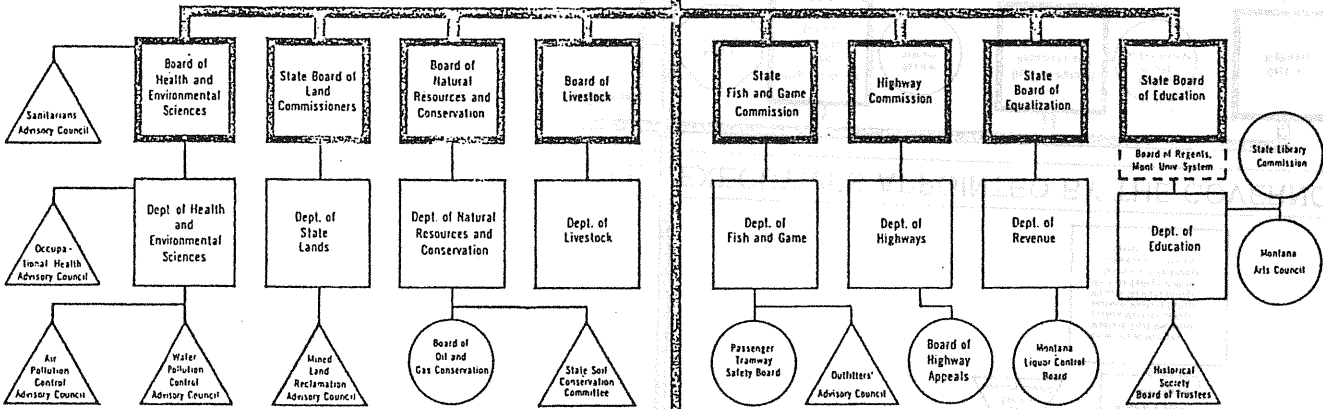 Board of
Health and
Environmental
Sciences
State Board of
Land
Commissioners
Board of
Natural
Resources and
Conservation
Board of
Livestock
State
Fish and Game
Commission
Highway
Commission
State
Board of
Equalization
State Board
of Education
Sanitarians
Advisory Council
Board of Regents,
Mont Univ. System
State Library
Commission
Dept of Health
and
Environmental
Sciences
Dept. of
State
Lands
Dept. of Natural
Resources and
Conservation
Dept. of
Livestock
Dept. of
Fish and Game
Dept. of
Highways
Dept. of
Revenue
Dept. of
Education
Occupa-
tional Health
Advisory Council
Montana
Arts Council
Air
Pollution
Control
Advisory Council
Water
Pollution
Control
Advisory Council
Mined
Land
Reclamation
Advisory Council
Board of
Oil and
Gas Conservation
State Soil
Conservation
Committee
Passenger
Tramway
Safety Board
Outfitters'
Advisory Council
Board of
Highway
Appeals
Montana
Liquor Control
Board
Historical
Society
Board of Trustees